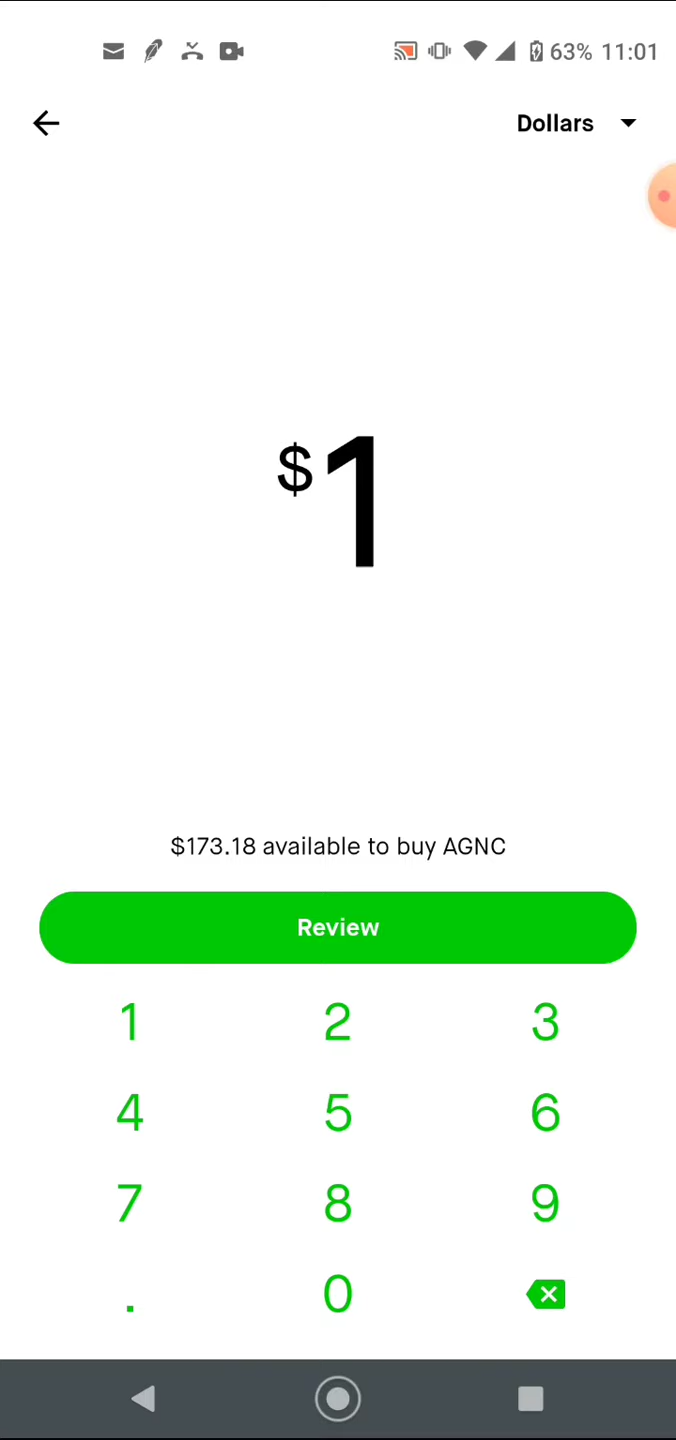 63% 11:01
Dollars
$1
$173.18 available to buy AGNC
Review
1 2 3
4 5 6
7 8 9
. 0